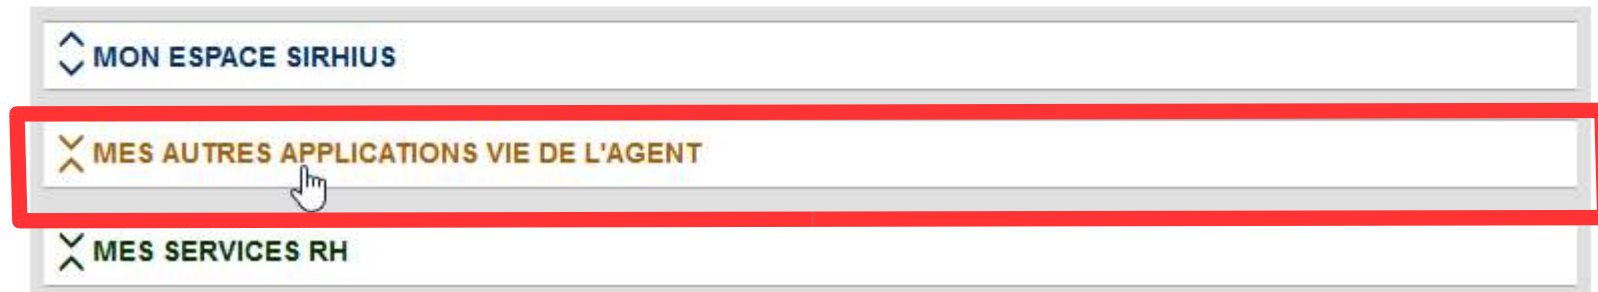 MON ESPACE SIRHIUS
MES AUTRES APPLICATIONS VIE DE L'AGENT
MES SERVICES RH